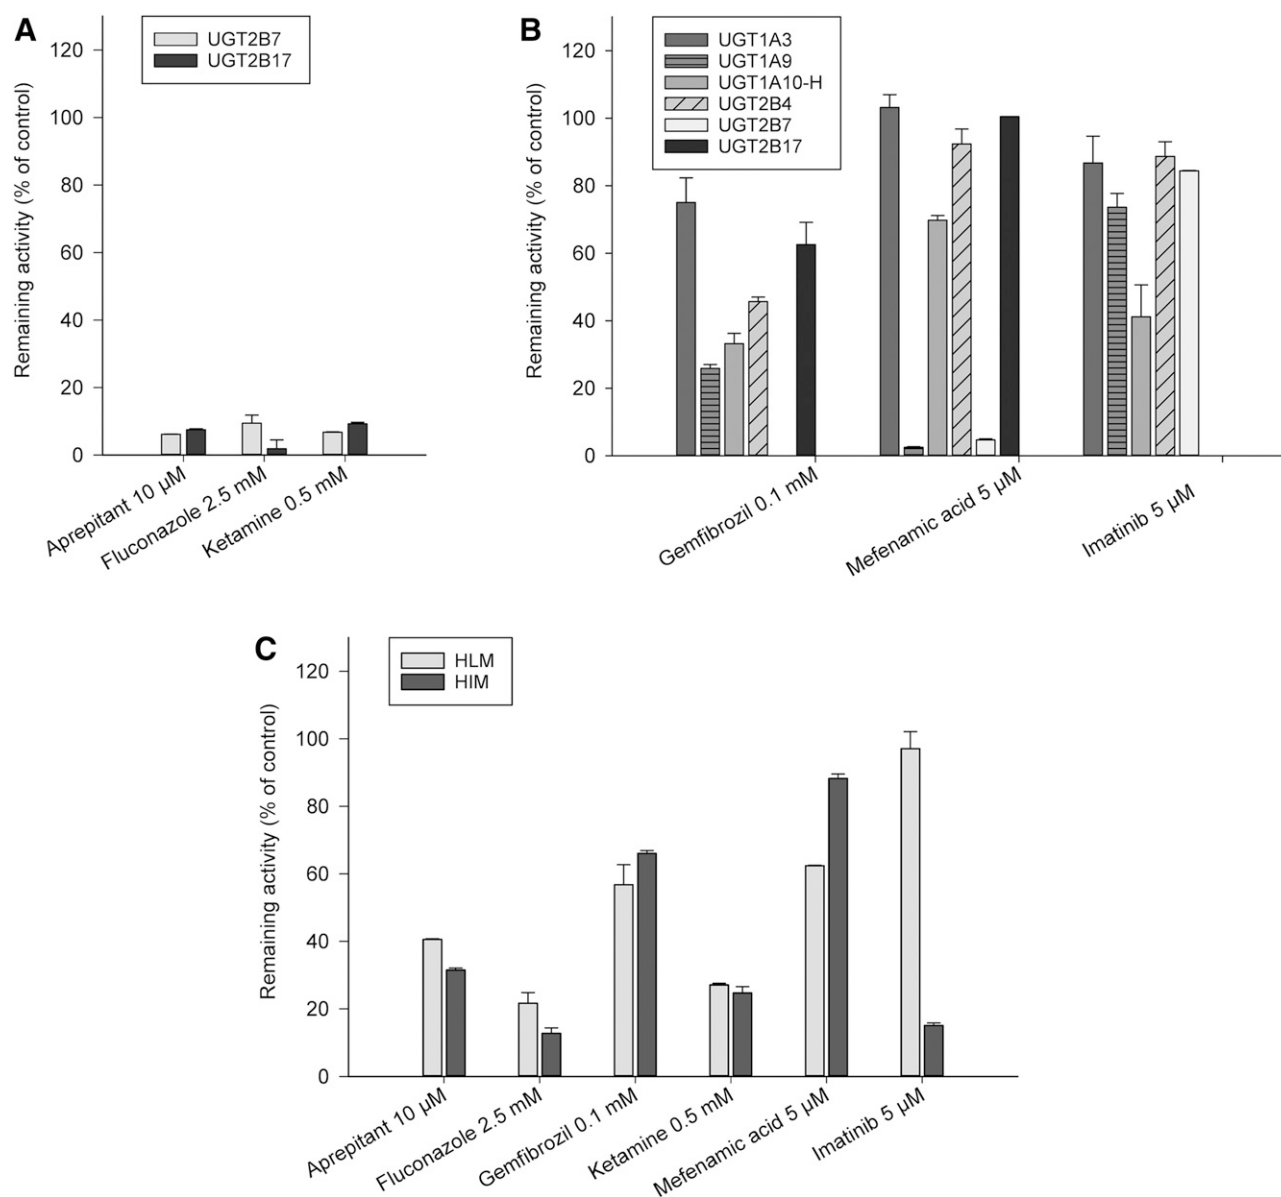 A
UGT2B7
UGT2B17
Remaining activity (% of control)
120
100
80
60
40
20
0
Aprepitant 10 µM
Fluconazole 2.5 mM
Ketamine 0.5 mM
B
UGT1A3
UGT1A9
UGT1A10-H
UGT2B4
UGT2B7
UGT2B17
Remaining activity (% of control)
120
100
80
60
40
20
0
Gemfibrozil 0.1 mM
Mefenamic acid 5 µM
Imatinib 5 µM
C
HLM
HIM
Remaining activity (% of control)
120
100
80
60
40
20
0
Aprepitant 10 µM
Fluconazole 2.5 mM
Gemfibrozil 0.1 mM
Ketamine 0.5 mM
Mefenamic acid 5 µM
Imatinib 5 µM